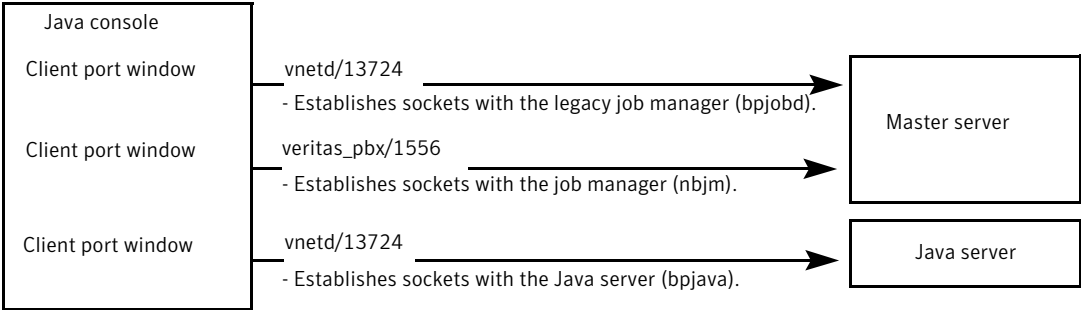 Java console
Client port window
vnetd/13724
- Establishes sockets with the legacy job manager (bpjobd).
Master server
Client port window
veritas_pbx/1556
- Establishes sockets with the job manager (nbjm).
Client port window
vnetd/13724
- Establishes sockets with the Java server (bpjava).
Java server